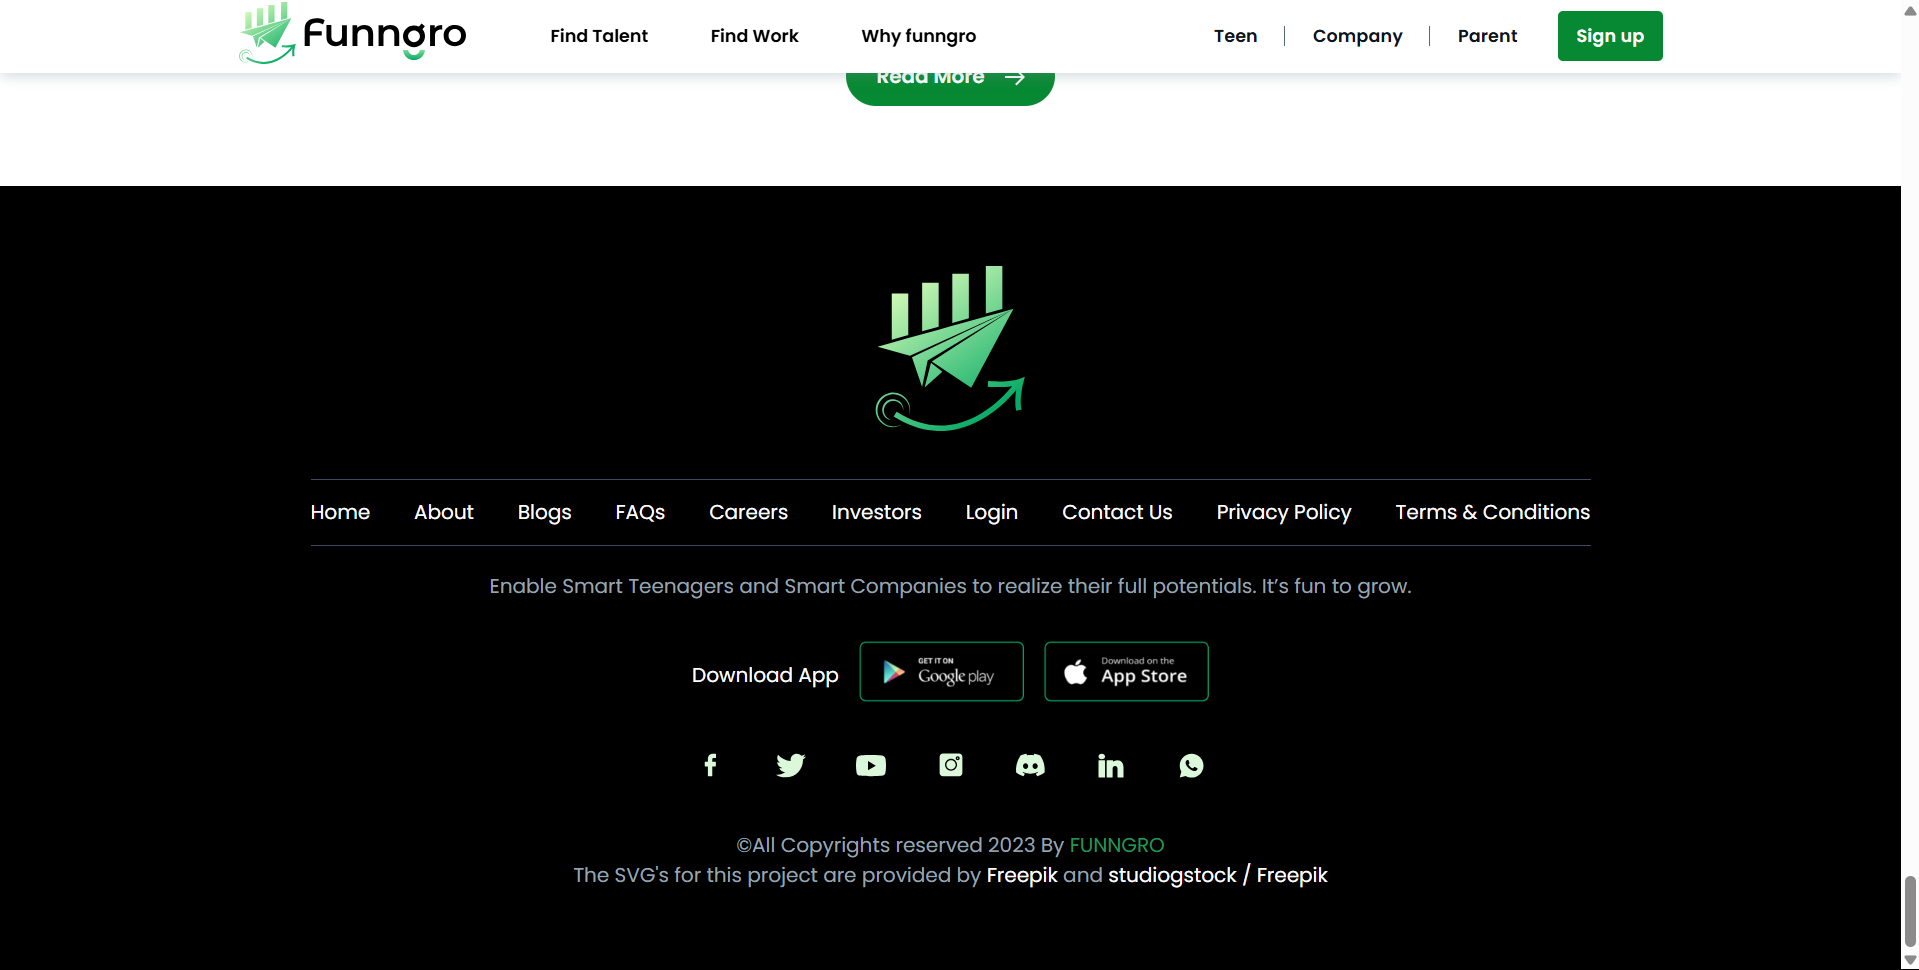 Funngro Find Talent Find Work Why funngro Teen Company Parent Sign up
Read More
Home About Blogs FAQs Careers Investors Login Contact Us Privacy Policy Terms & Conditions
Enable Smart Teenagers and Smart Companies to realize their full potentials. It’s fun to grow.
Download App
GET IT ON
Google play
Download on the
App Store
©All Copyrights reserved 2023 By FUNNGRO
The SVG's for this project are provided by Freepik and studiogstock / Freepik